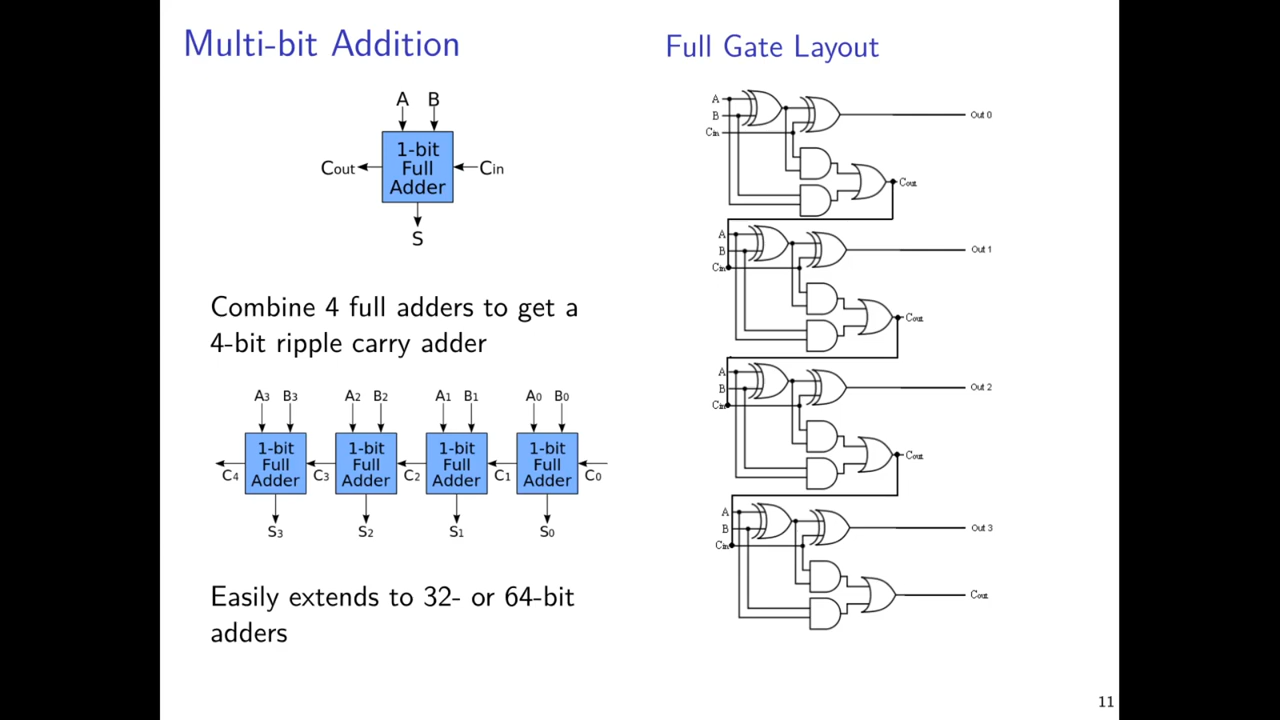 Multi-bit Addition
A B
1-bit
Full
Adder
Cout
Cin
S
Combine 4 full adders to get a
4-bit ripple carry adder
A3 B3 A2 B2 A1 B1 A0 B0
1-bit 1-bit 1-bit 1-bit
Full Full Full Full
Adder Adder Adder Adder
C4 C3 C2 C1 C0
S3 S2 S1 S0
Easily extends to 32- or 64-bit
adders
Full Gate Layout
A
B
Cin
Out 0
Cout
A
B
Cin
Out 1
Cout
A
B
Cin
Out 2
Cout
A
B
Cin
Out 3
Cout
11